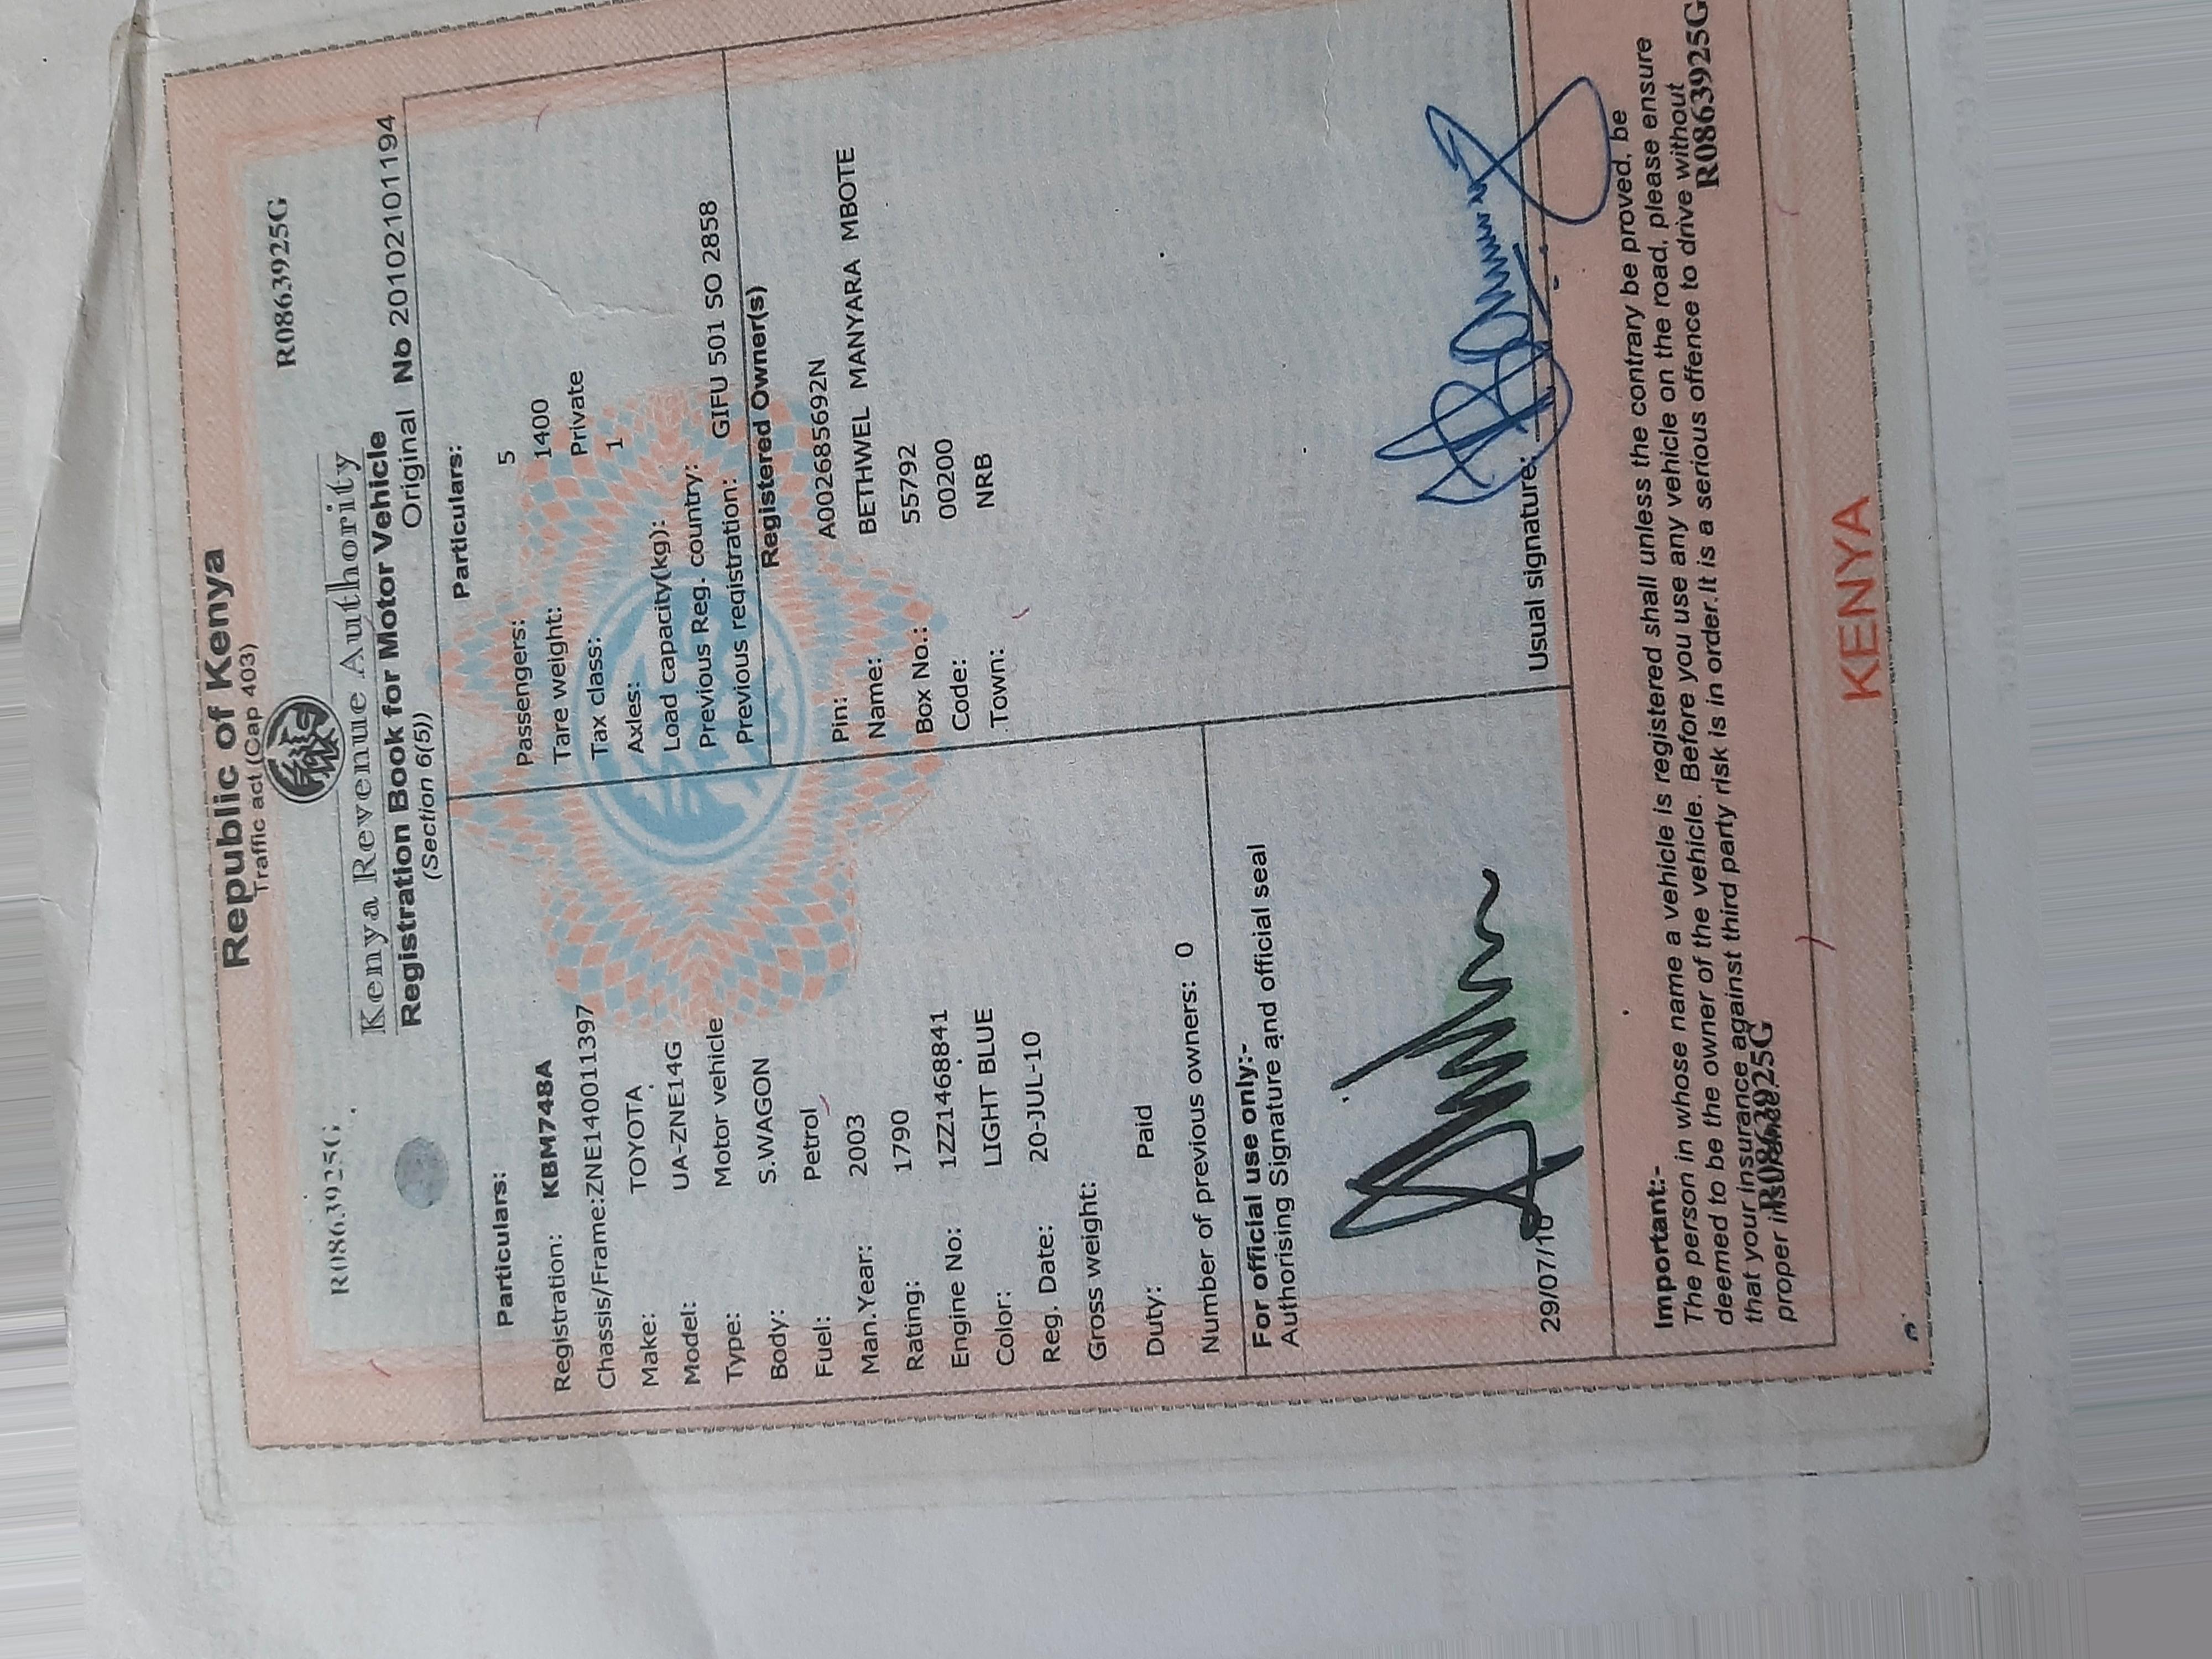 Republic of Kenya
Traffic act (Cap 403)
R0863925G
R0863925G
Kenya Revenue Authority
Registration Book for Motor Vehicle
(Section 6(5))
Original No 201021011194
Particulars:
Registration: KBM748A
Chassis/Frame:ZNE140011397
Make: TOYOTA
Model: UA-ZNE14G
Type: Motor vehicle
Body: S.WAGON
Fuel: Petrol
Man.Year: 2003
Rating: 1790
Engine No: 1ZZ1468841
Color: LIGHT BLUE
Reg. Date: 20-JUL-10
Gross weight:
Duty: Paid
Number of previous owners: 0
Particulars:
Passengers: 5
Tare weight: 1400
Tax class: Private
Axles: 1
Load capacity(kg):
Previous Reg. country:
Previous registration: GIFU 501 SO 2858
Registered Owner(s)
Pin: A002685692N
Name: BETHWEL MANYARA MBOTE
Box No.: 55792
Code: 00200
Town: NRB
For official use only:-
Authorising Signature and official seal
29/07/10
Usual signature:
Important:-
The person in whose name a vehicle is registered shall unless the contrary be proved, be
deemed to be the owner of the vehicle. Before you use any vehicle on the road, please ensure
that your insurance against third party risk is in order.It is a serious offence to drive without
proper insurance.
R0863925G
R0863925G
KENYA